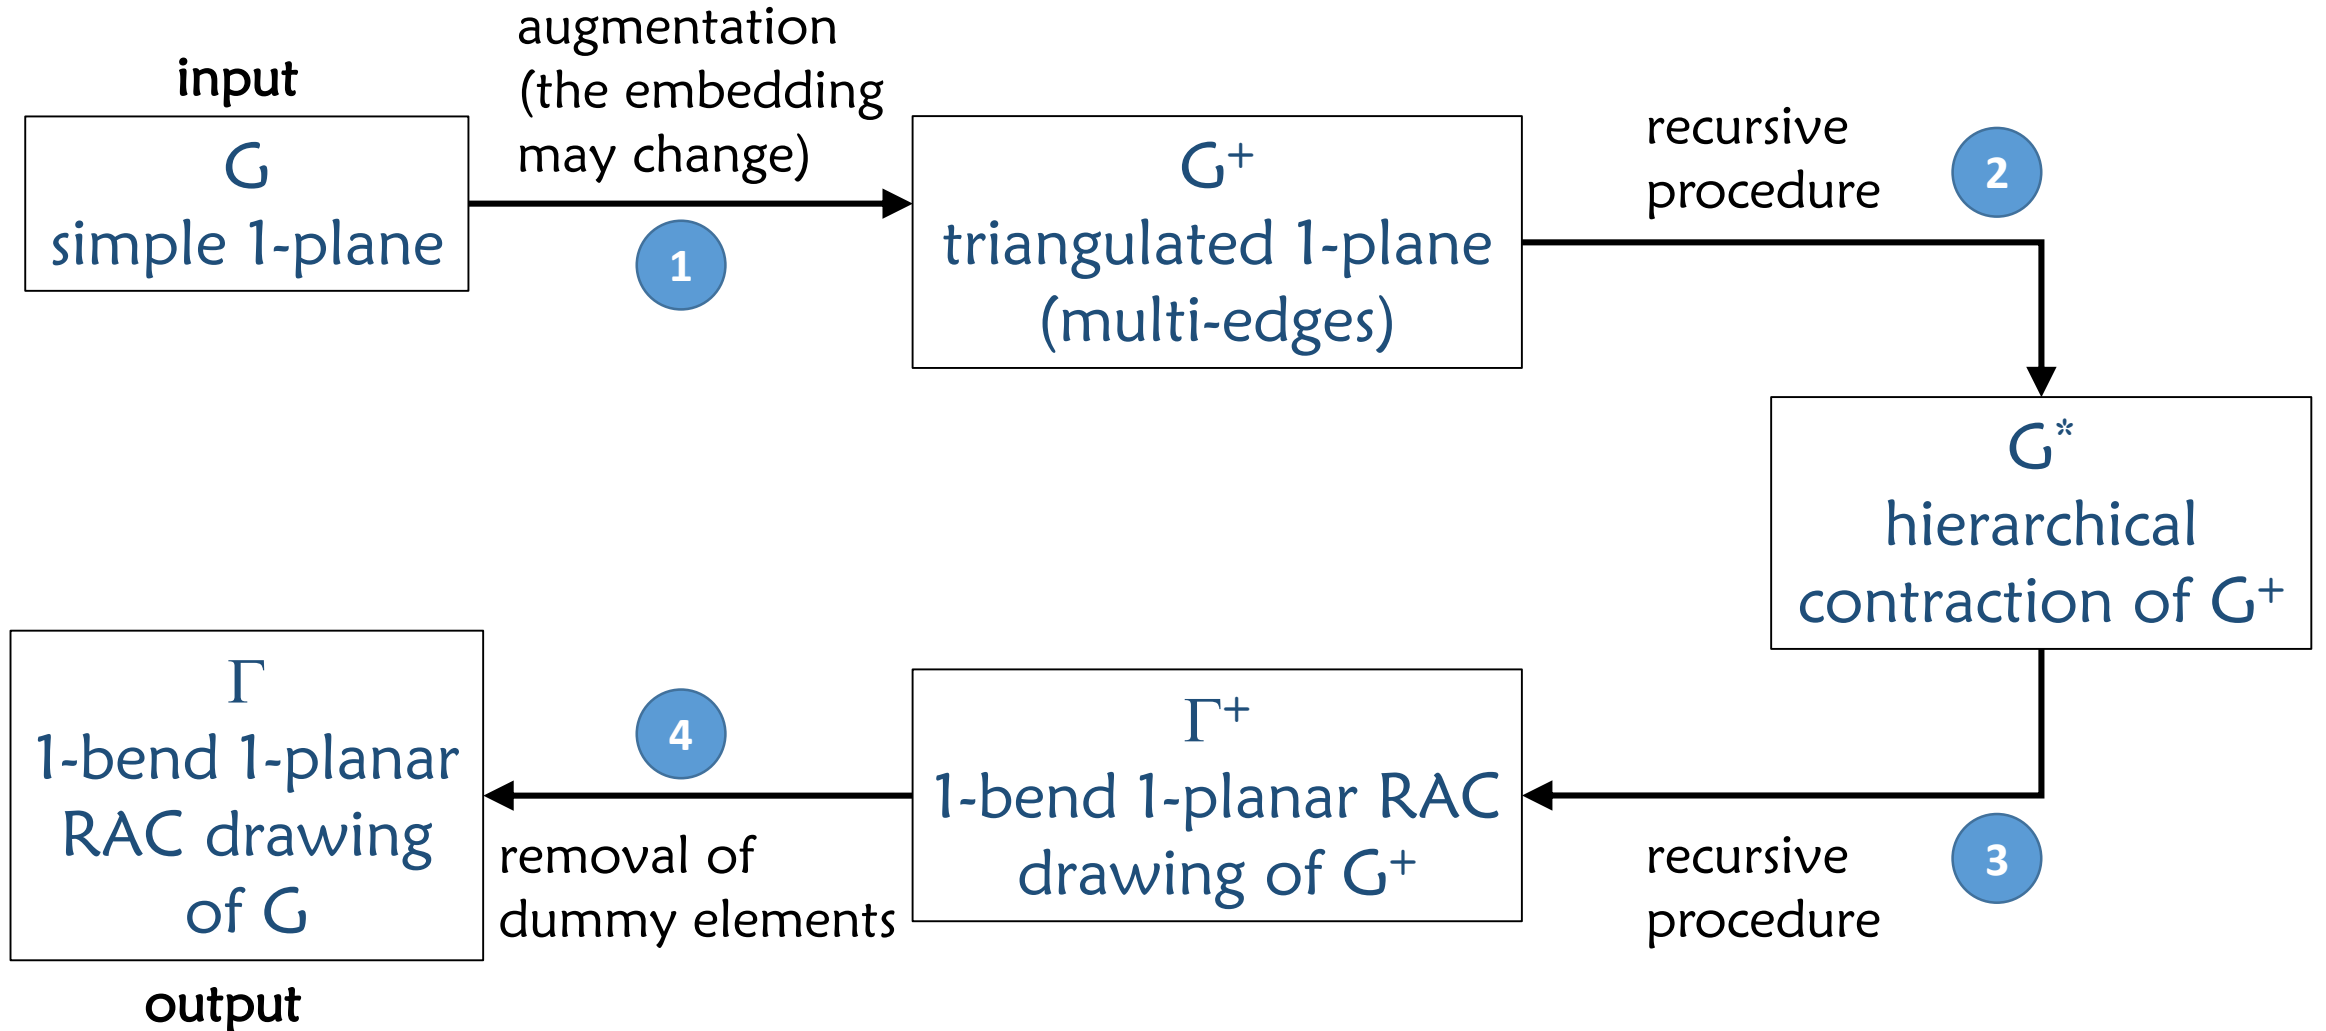 input
G
simple 1-plane
augmentation
(the embedding
may change)
1
G⁺
triangulated 1-plane
(multi-edges)
recursive
procedure
2
G*
hierarchical
contraction of G⁺
recursive
procedure
3
Γ⁺
1-bend 1-planar RAC
drawing of G⁺
4
removal of
dummy elements
Γ
1-bend 1-planar
RAC drawing
of G
output